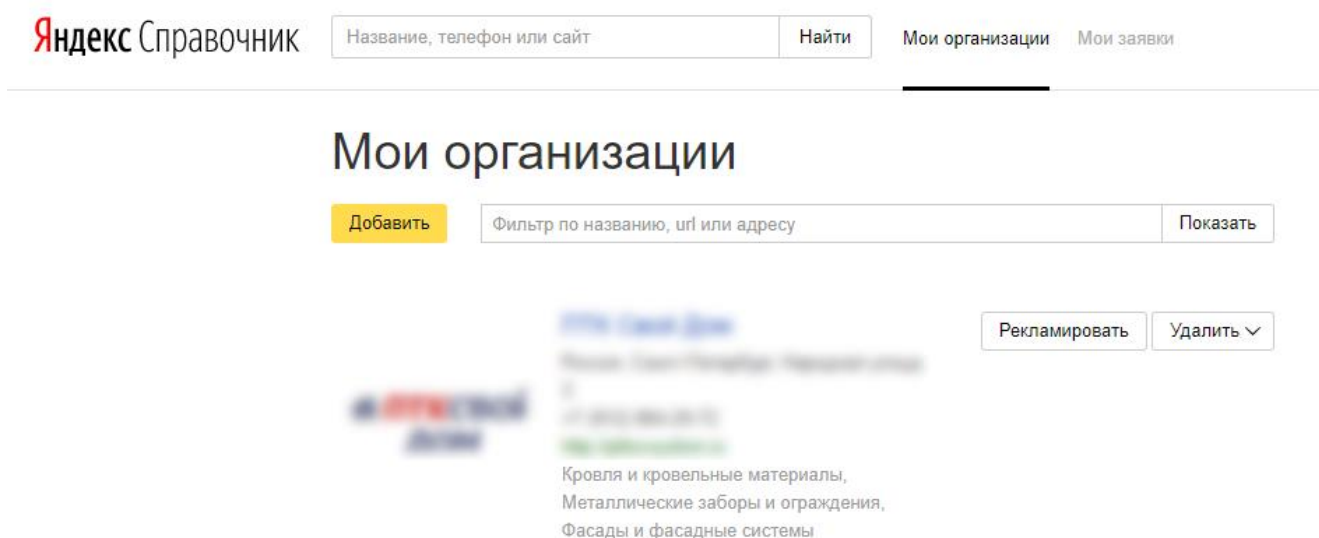 Яндекс Справочник
Название, телефон или сайт
Найти
Мои организации
Мои заявки
Мои организации
Добавить
Фильтр по названию, url или адресу
Показать
Рекламировать
Удалить
Кровля и кровельные материалы,
Металлические заборы и ограждения,
Фасады и фасадные системы